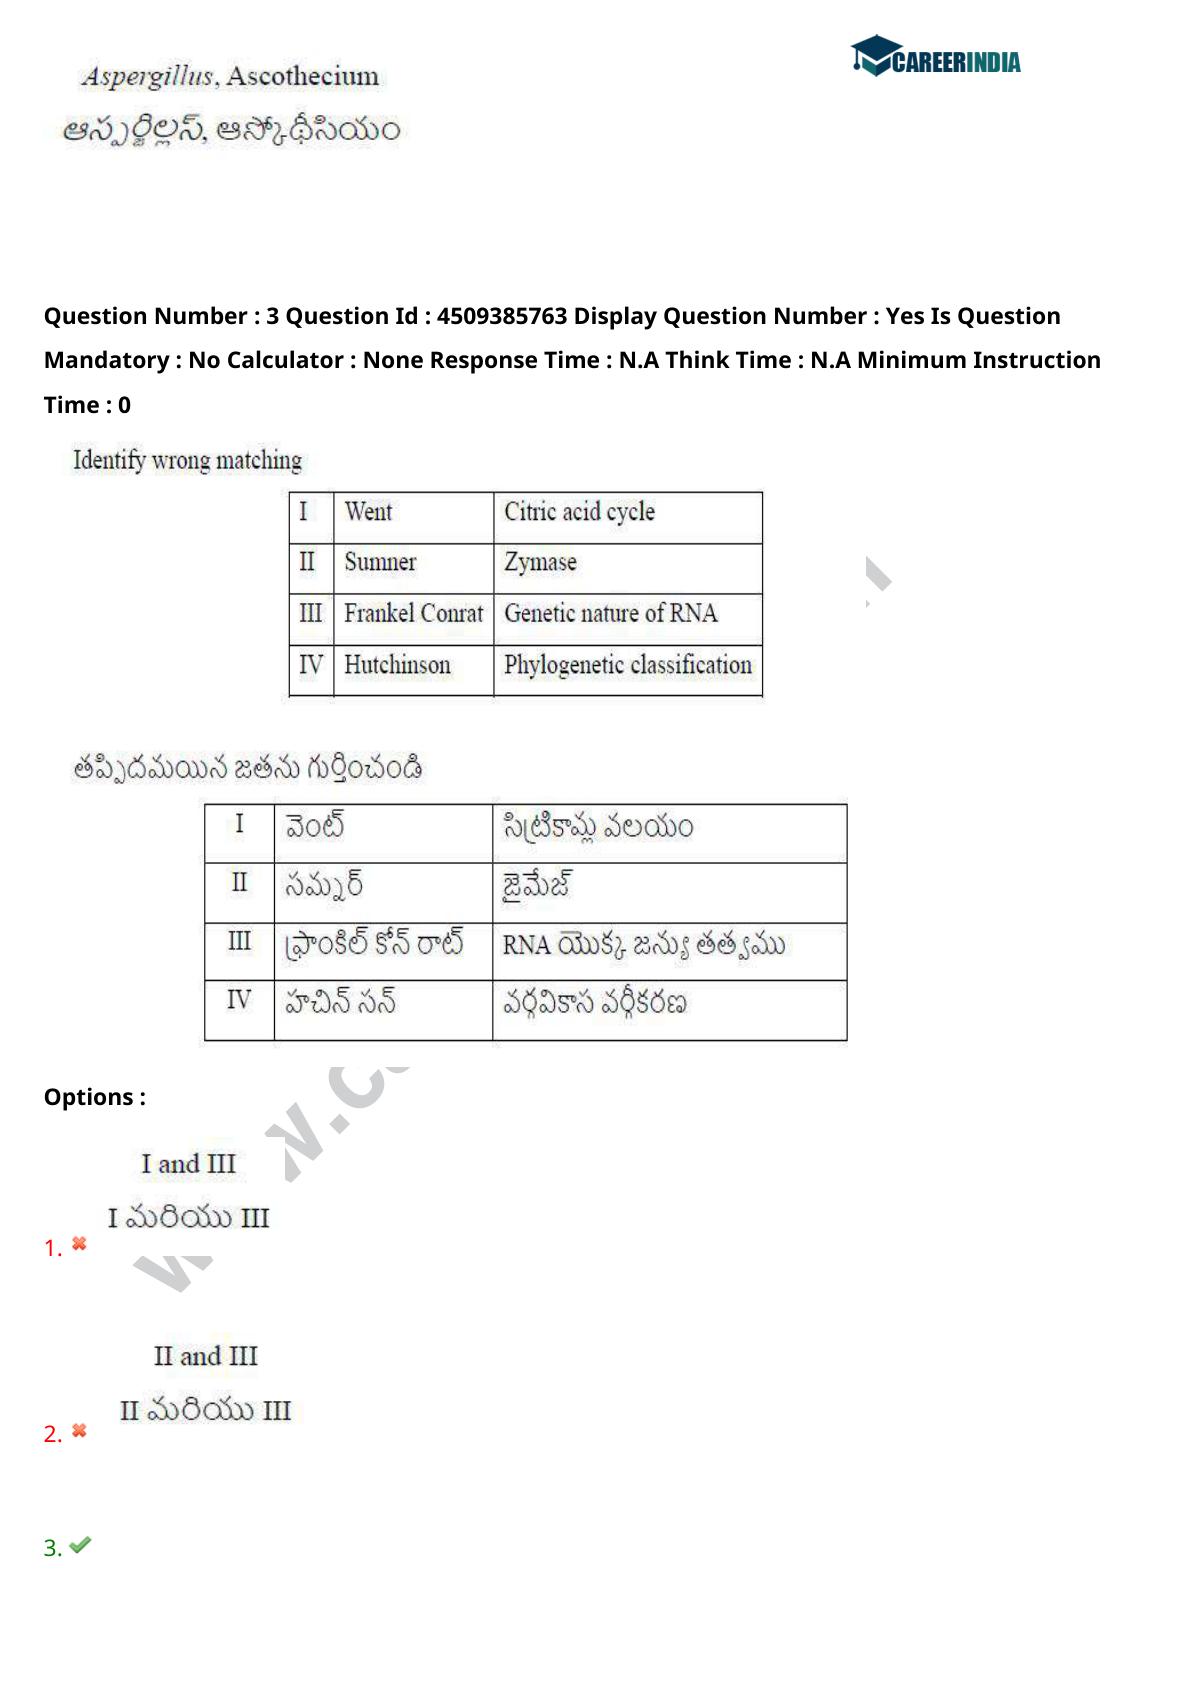 CAREERINDIA
Aspergillus, Ascothecium
ఆస్పర్జిల్లస్, ఆస్కోథీసియం
Question Number : 3 Question Id : 4509385763 Display Question Number : Yes Is Question
Mandatory : No Calculator : None Response Time : N.A Think Time : N.A Minimum Instruction
Time : 0
Identify wrong matching
I Went Citric acid cycle
II Sumner Zymase
III Frankel Conrat Genetic nature of RNA
IV Hutchinson Phylogenetic classification
తప్పిదమయిన జతను గుర్తించండి
I వెంట్ సిట్రికామ్ల వలయం
II సమ్నర్ జైమేజ్
III ఫ్రాంకిల్ కోన్ రాట్ RNA యొక్క జన్యు తత్వము
IV హచిన్ సన్ వర్గవికాస వర్గీకరణ
Options :
I and III
I మరియు III
1.
II and III
II మరియు III
2.
3.